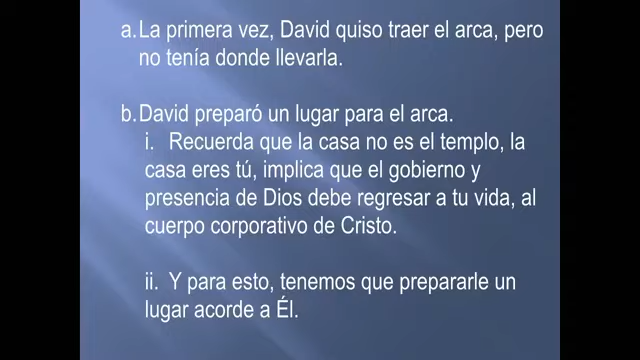 a. La primera vez, David quiso traer el arca, pero
no tenía donde llevarla.
b. David preparó un lugar para el arca.
i. Recuerda que la casa no es el templo, la
casa eres tú, implica que el gobierno y
presencia de Dios debe regresar a tu vida, al
cuerpo corporativo de Cristo.
ii. Y para esto, tenemos que prepararle un
lugar acorde a Él.